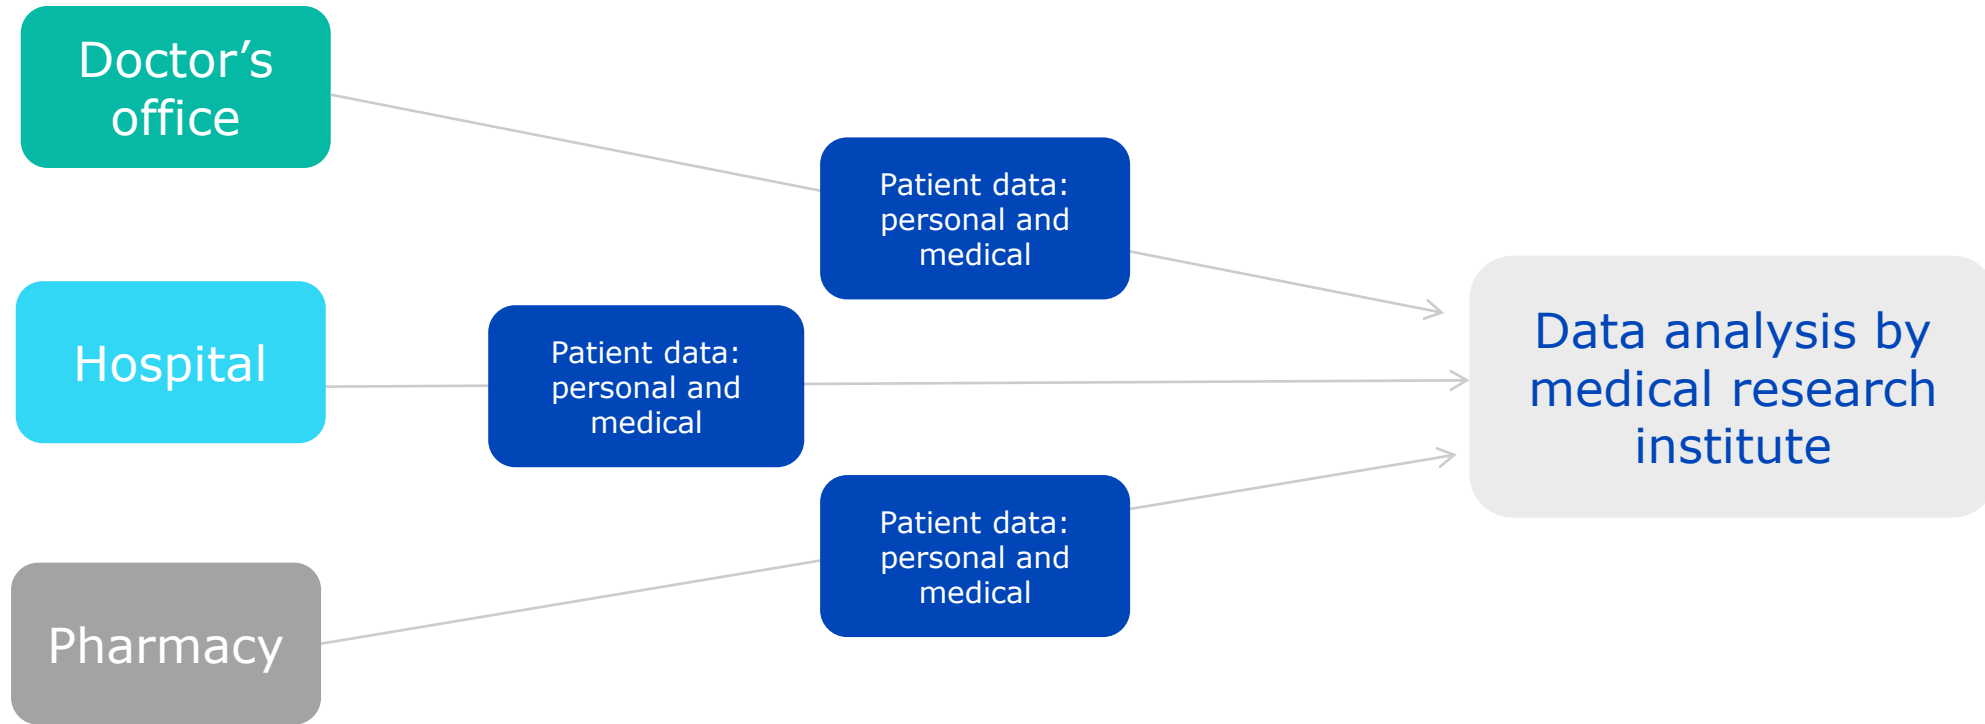 Doctor’s
office
Patient data:
personal and
medical
Hospital
Patient data:
personal and
medical
Data analysis by
medical research
institute
Patient data:
personal and
medical
Pharmacy